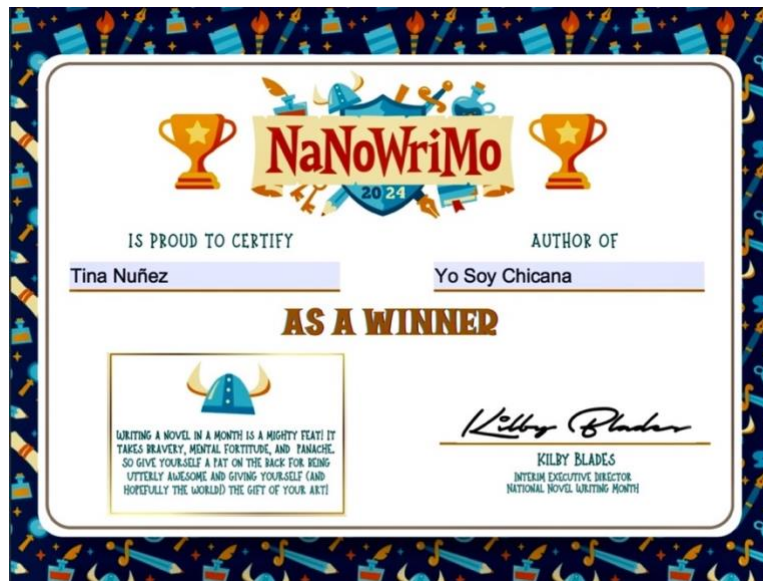 NaNoWriMo
2024
IS PROUD TO CERTIFY
AUTHOR OF
Tina Nuñez
Yo Soy Chicana
AS A WINNER
WRITING A NOVEL IN A MONTH IS A MIGHTY FEAT! IT
TAKES BRAVERY, MENTAL FORTITUDE, AND PANACHE.
SO GIVE YOURSELF A PAT ON THE BACK FOR BEING
UTTERLY AWESOME AND GIVING YOURSELF (AND
HOPEFULLY THE WORLD!) THE GIFT OF YOUR ART!
Kilby Blades
KILBY BLADES
INTERIM EXECUTIVE DIRECTOR
NATIONAL NOVEL WRITING MONTH